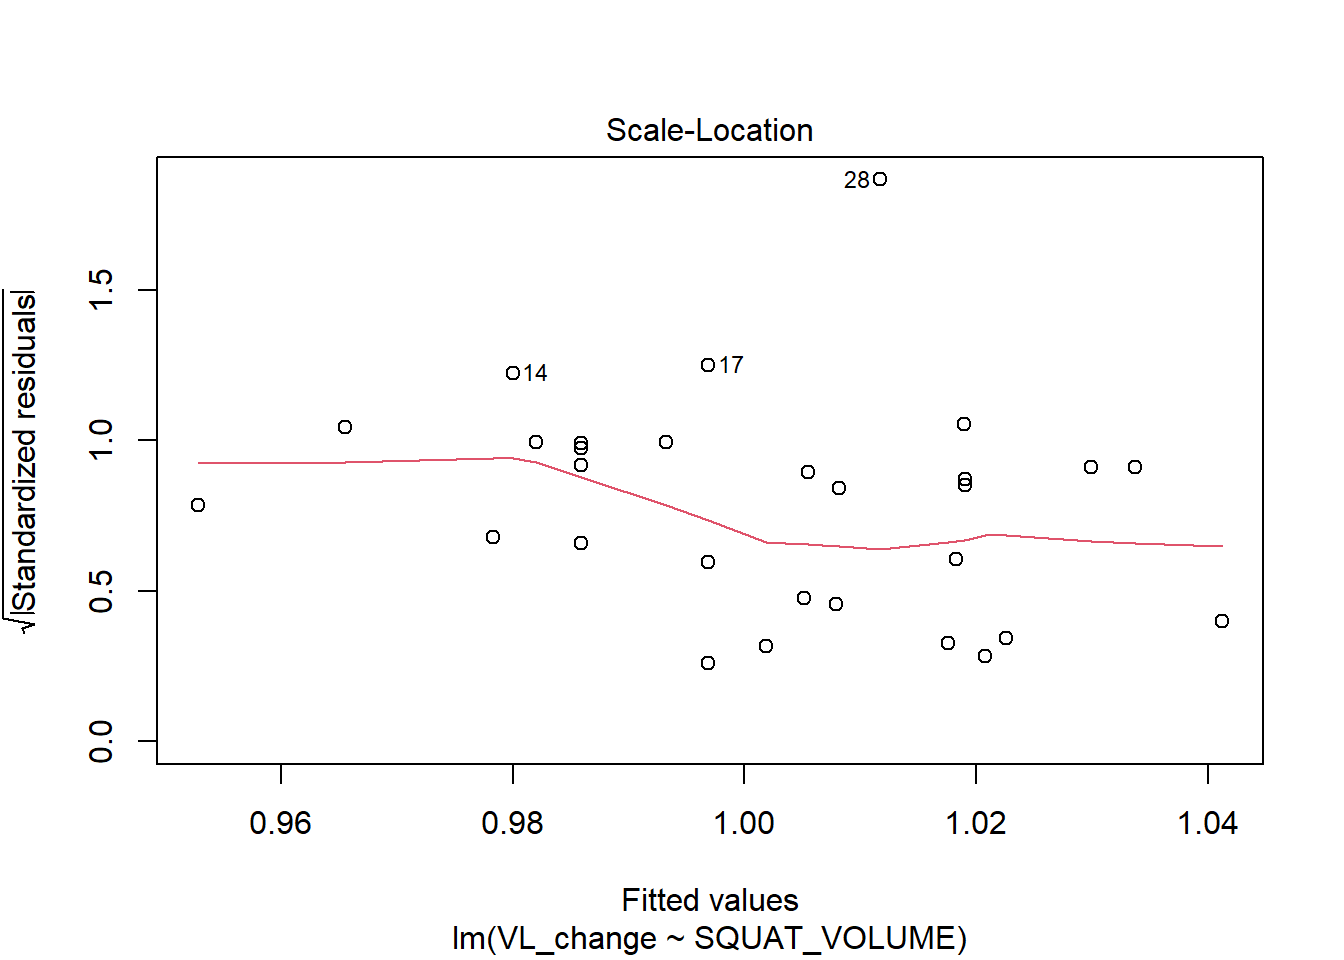 Scale-Location
28
17
14
√|Standardized residuals|
1.5
1.0
0.5
0.0
0.96 0.98 1.00 1.02 1.04
Fitted values
lm(VL_change ~ SQUAT_VOLUME)